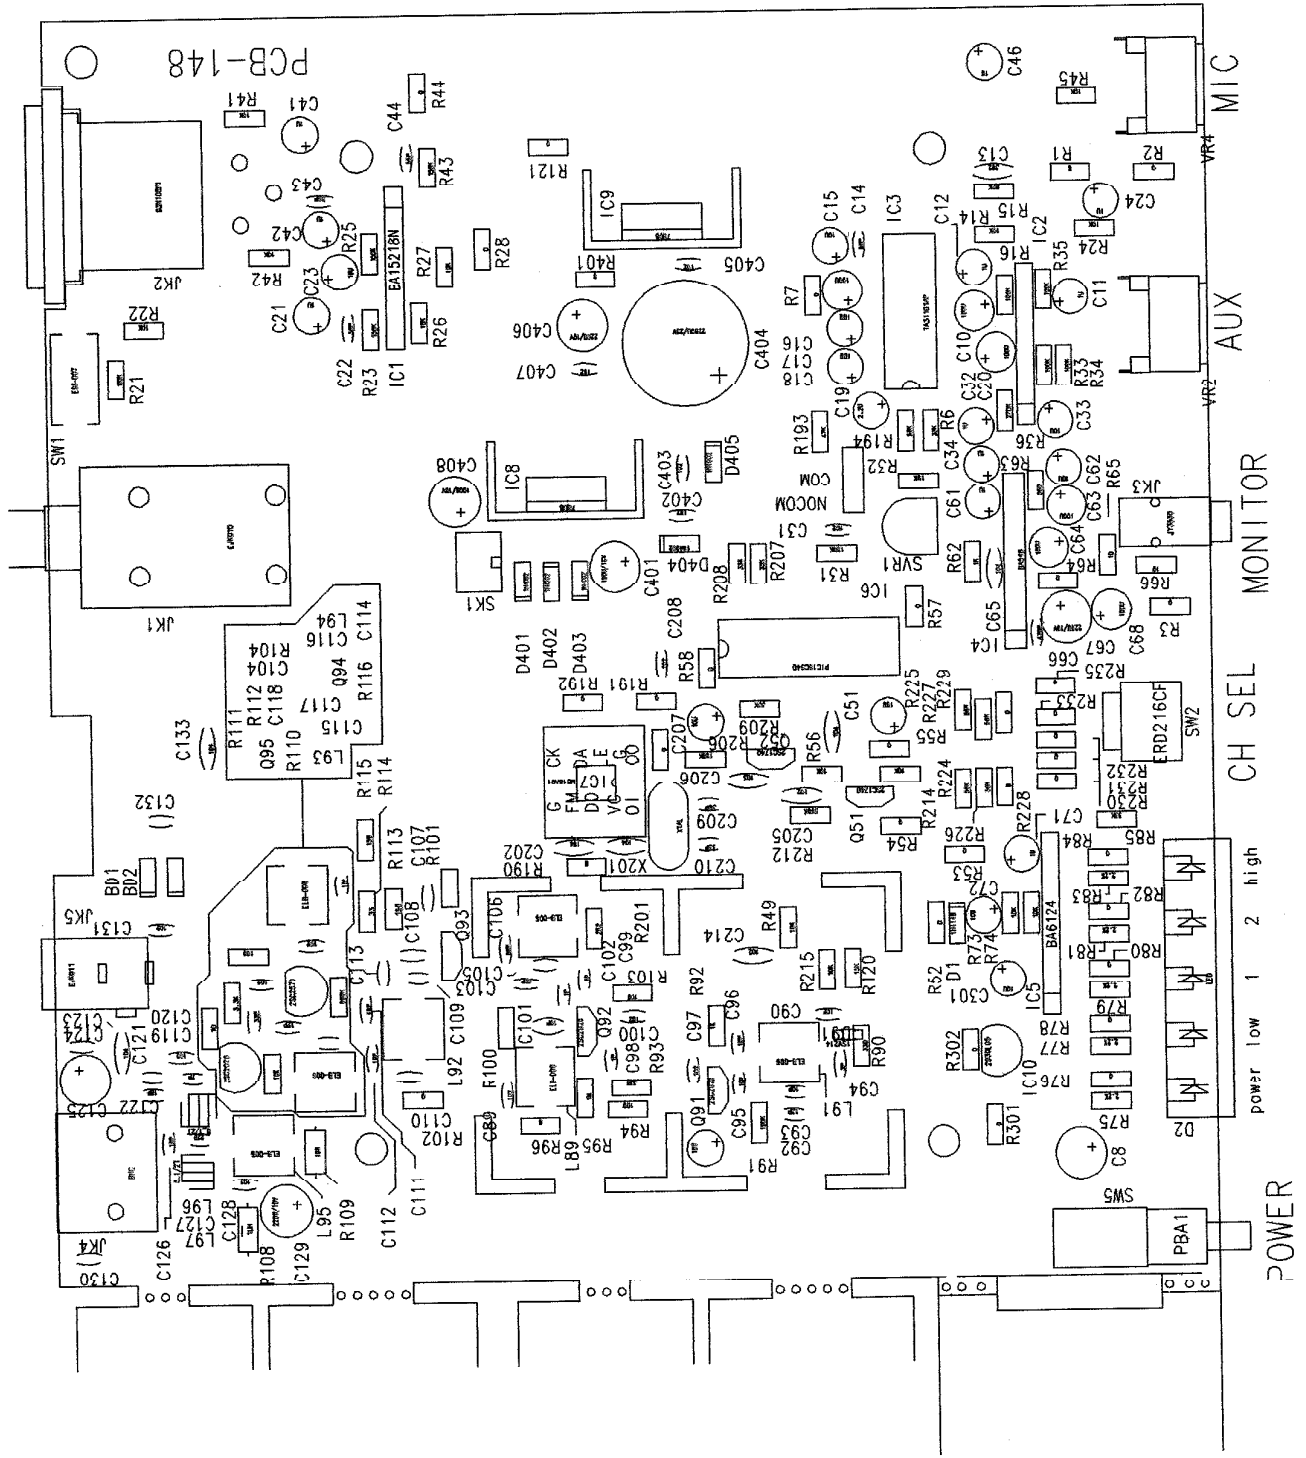 PCB-148
MIC
AUX
MONITOR
CH SEL
POWER
power low 1 2 high
VR4
VR2
JK3
SW2
D2
SW5
PBA1
ERD216CF
JK2
R41
C41
C44
R44
R43
C43
C42
R42
R25
C23
C21
R22
R21
SW1
C22
R23
IC1
EA15218N
R27
R26
R28
R121
IC9
R401
C405
C406
C407
C404
C46
R45
R1
R2
C13
R15
R14
C12
IC2
C24
R24
R16
R35
C11
IC3
C15
C14
R7
C16
C17
C18
C19
C10
C32
C20
R33
R34
R36
C33
R6
R194
R193
R32
C34
C61
R63
C62
C63
R65
COM
NOCOM
SVR1
C31
R31
IC6
R57
R62
C65
IC4
C64
R64
R66
R3
C68
C67
C66
R235
R233
R232
R231
R230
JK1
C408
IC8
SK1
C403
D405
C402
D404
C401
R208
R207
D401
D402
D403
C208
R58
PIC16C54D
R192
R191
C207
R206
R209
Q52
R56
C51
R225
R227
R229
R55
R224
R214
R226
R228
R53
R54
Q51
R212
C205
C206
C209
C210
X201
R190
C202
G CK
FM DA
DO IC7 E
VC G
OI OO
C133
R111
R112
C118
Q95
R110
C104
R104
L94
C116
C114
Q94
R116
C117
C115
L93
R115
R114
C132
BD1
BD2
JK5
C131
R113
C107
R101
C108
Q93
C106
C113
C105
C103
C109
L92
C101
R100
C110
R102
C111
C112
C89
R96
L89
R95
R94
R93
C98
C100
Q92
R103
C102
C99
R201
C214
R49
R215
R120
R92
C96
C97
C90
D91
R90
C94
L91
Q91
C95
R91
C92
C93
C123
C124
C120
C119
C121
C122
C125
JK4
C130
C126
L97
C127
L96
C128
R108
C129
L95
R109
C71
R84
R85
R83
R82
R81
R80
R79
R78
R77
R76
R75
C72
R73
R74
D1
R52
C301
IC5
BA6124
IC10
R302
R301
C8